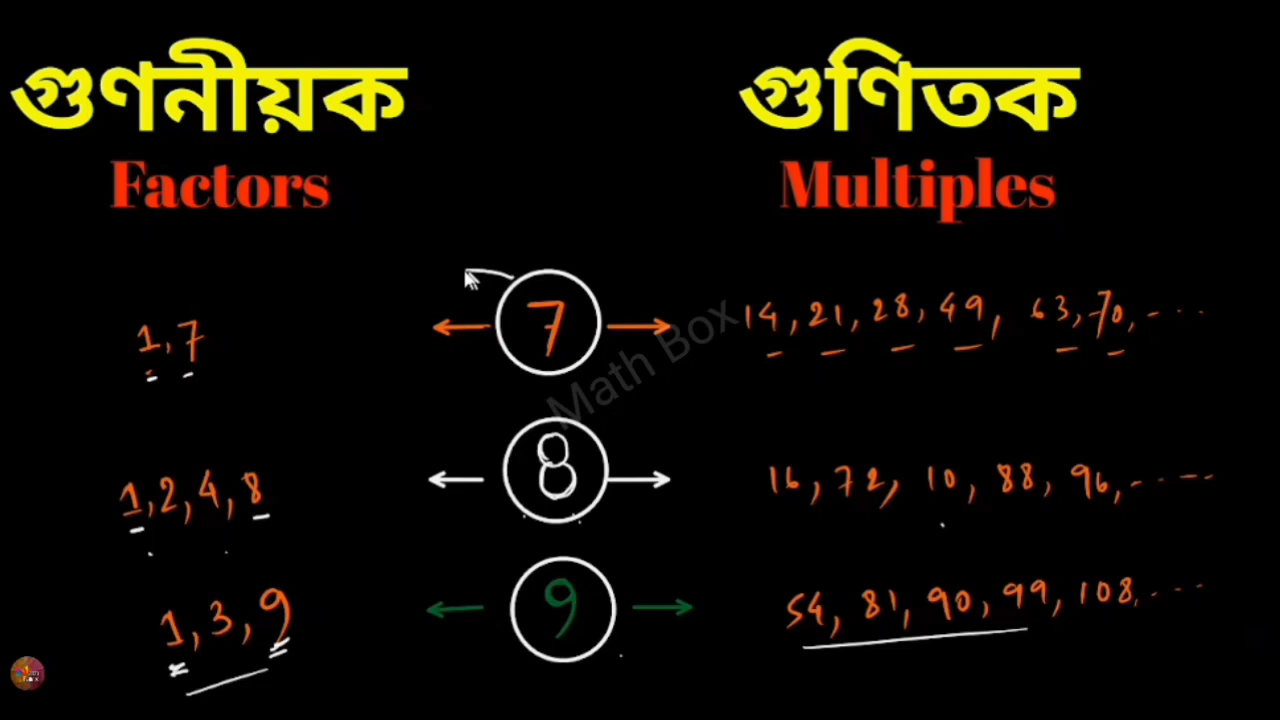 গুণনীয়ক গুণিতক
Factors Multiples
1, 7 7 14, 21, 28, 49, 63, 70, ....
Math Box
1, 2, 4, 8 8 16, 72, 10, 88, 96, .....
1, 3, 9 9 54, 81, 90, 99, 108, ....